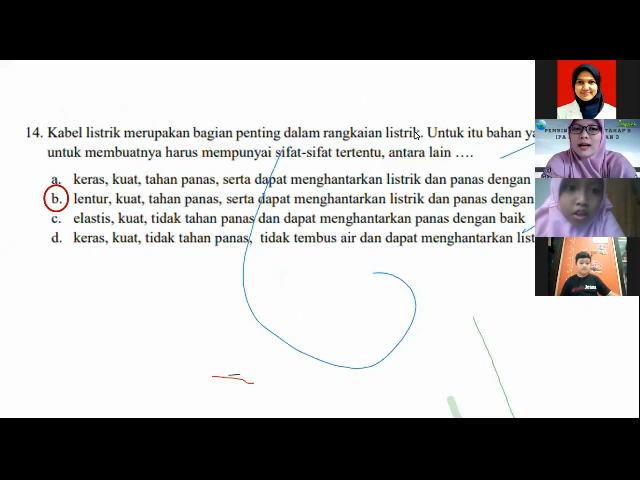 14. Kabel listrik merupakan bagian penting dalam rangkaian listrik. Untuk itu bahan
untuk membuatnya harus mempunyai sifat-sifat tertentu, antara lain ….
a. keras, kuat, tahan panas, serta dapat menghantarkan listrik dan panas dengan
b. lentur, kuat, tahan panas, serta dapat menghantarkan listrik dan panas dengan
c. elastis, kuat, tidak tahan panas dan dapat menghantarkan panas dengan baik
d. keras, kuat, tidak tahan panas, tidak tembus air dan dapat menghantarkan